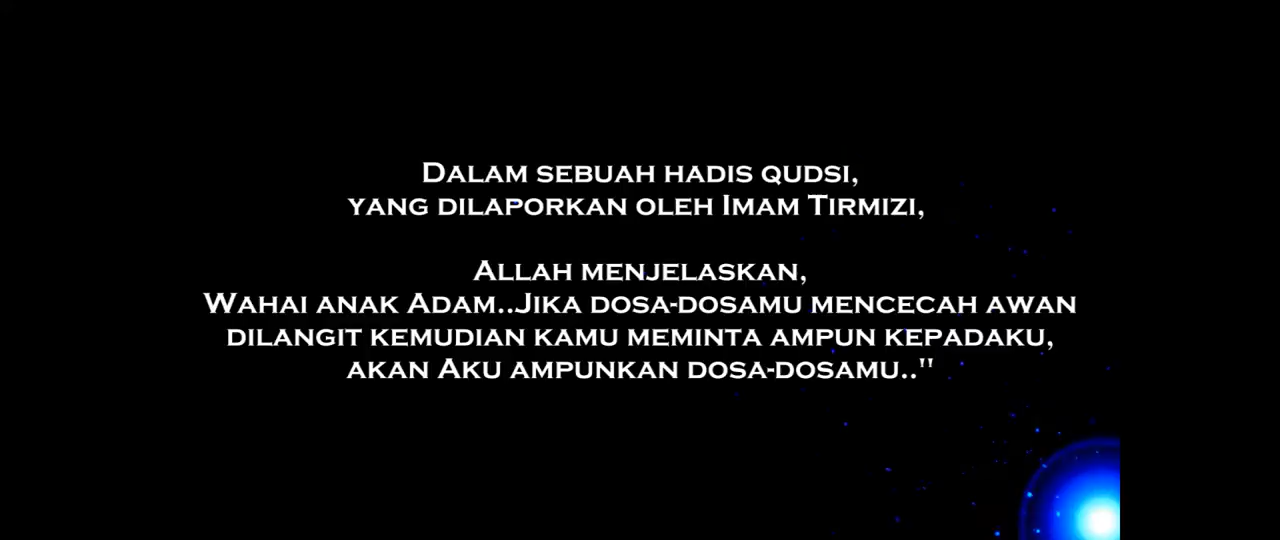 Dalam sebuah hadis qudsi,
yang dilaporkan oleh Imam Tirmizi,
Allah menjelaskan,
Wahai anak Adam..Jika dosa-dosamu mencecah awan
dilangit kemudian kamu meminta ampun kepadaku,
akan Aku ampunkan dosa-dosamu.."